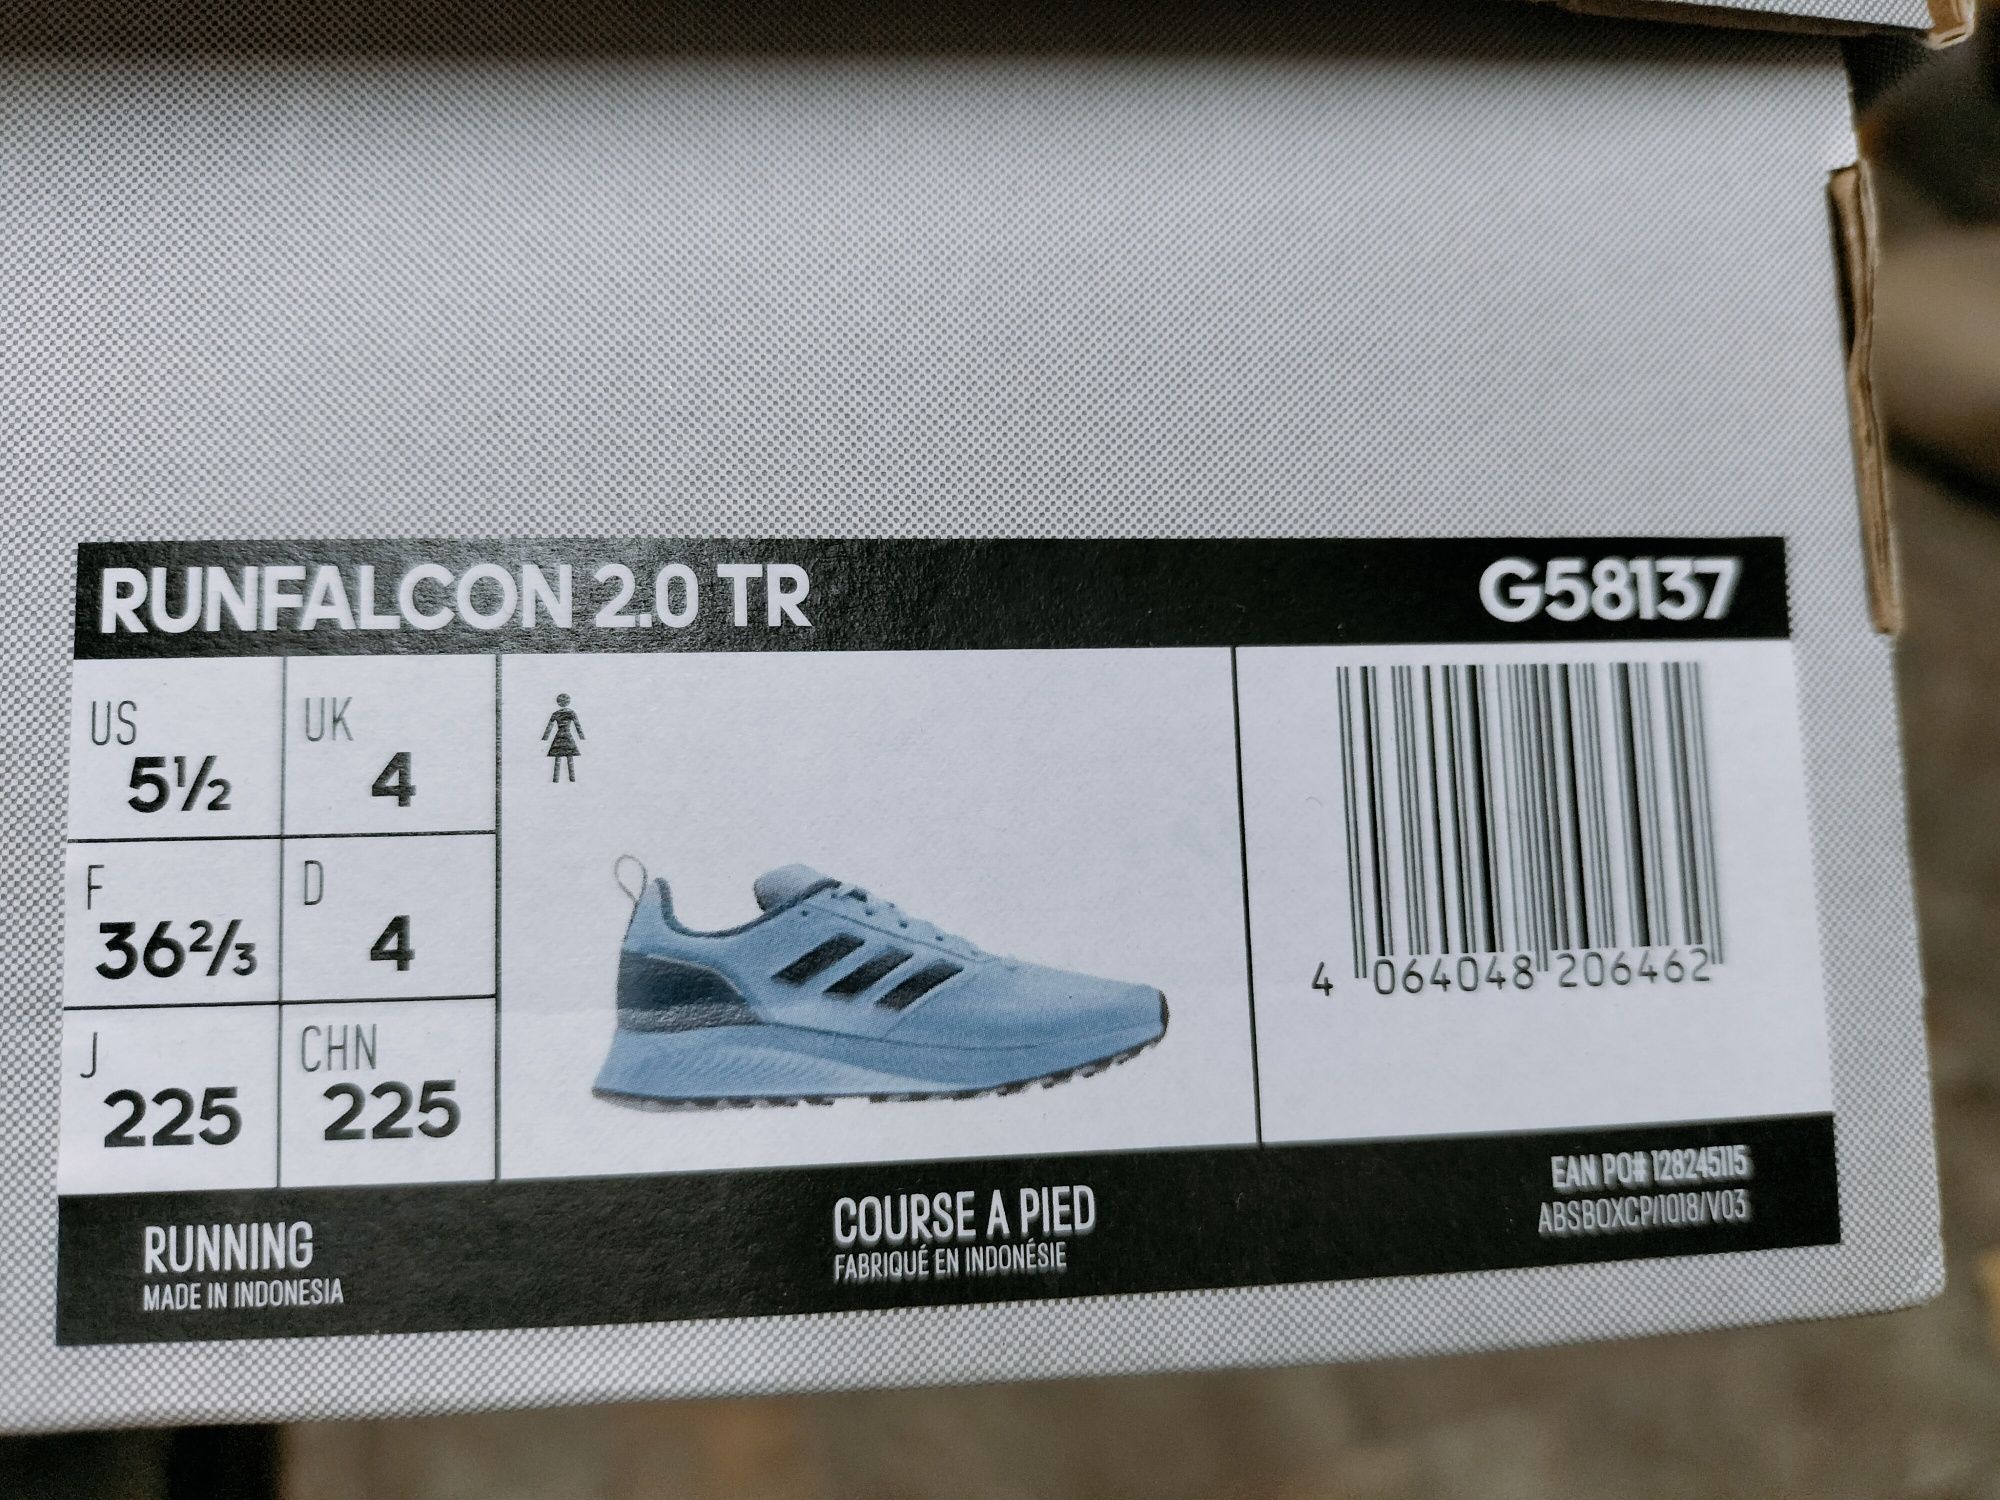 RUNFALCON 2.0 TR
G58137
US
5½
UK
4
F
36⅔
D
4
J
225
CHN
225
4 064048 206462
RUNNING
MADE IN INDONESIA
COURSE A PIED
FABRIQUÉ EN INDONÉSIE
EAN PO# 128245115
ABSBOXCP/1018/V03